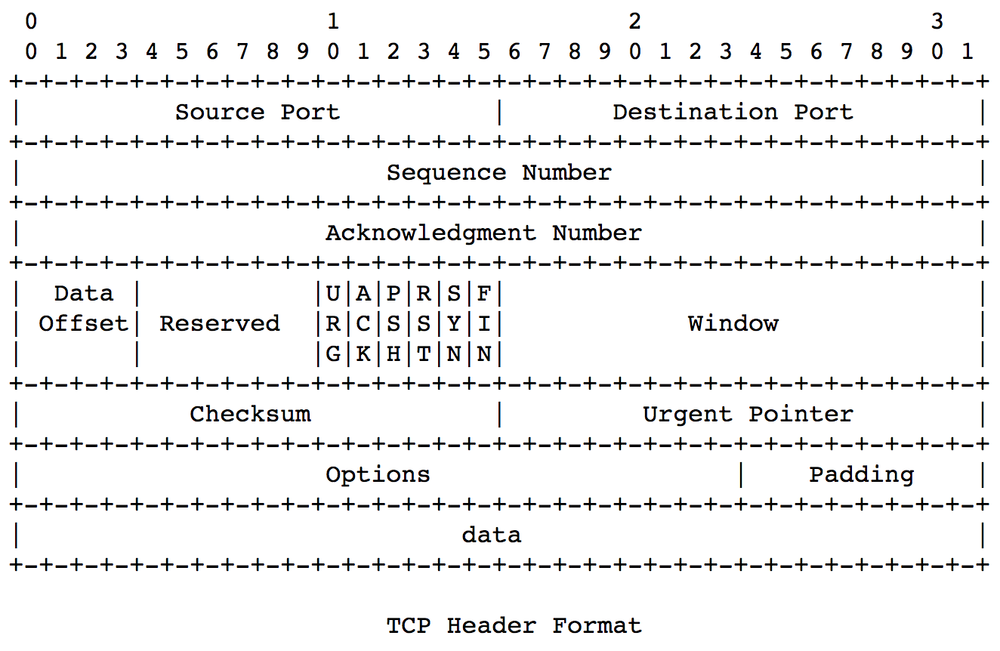 0                   1                   2                   3
 0 1 2 3 4 5 6 7 8 9 0 1 2 3 4 5 6 7 8 9 0 1 2 3 4 5 6 7 8 9 0 1
+-+-+-+-+-+-+-+-+-+-+-+-+-+-+-+-+-+-+-+-+-+-+-+-+-+-+-+-+-+-+-+-+
|          Source Port          |       Destination Port        |
+-+-+-+-+-+-+-+-+-+-+-+-+-+-+-+-+-+-+-+-+-+-+-+-+-+-+-+-+-+-+-+-+
|                        Sequence Number                        |
+-+-+-+-+-+-+-+-+-+-+-+-+-+-+-+-+-+-+-+-+-+-+-+-+-+-+-+-+-+-+-+-+
|                    Acknowledgment Number                      |
+-+-+-+-+-+-+-+-+-+-+-+-+-+-+-+-+-+-+-+-+-+-+-+-+-+-+-+-+-+-+-+-+
|  Data |           |U|A|P|R|S|F|                               |
| Offset| Reserved  |R|C|S|S|Y|I|            Window             |
|       |           |G|K|H|T|N|N|                               |
+-+-+-+-+-+-+-+-+-+-+-+-+-+-+-+-+-+-+-+-+-+-+-+-+-+-+-+-+-+-+-+-+
|           Checksum            |         Urgent Pointer        |
+-+-+-+-+-+-+-+-+-+-+-+-+-+-+-+-+-+-+-+-+-+-+-+-+-+-+-+-+-+-+-+-+
|                    Options                    |    Padding    |
+-+-+-+-+-+-+-+-+-+-+-+-+-+-+-+-+-+-+-+-+-+-+-+-+-+-+-+-+-+-+-+-+
|                             data                              |
+-+-+-+-+-+-+-+-+-+-+-+-+-+-+-+-+-+-+-+-+-+-+-+-+-+-+-+-+-+-+-+-+
                         TCP Header Format